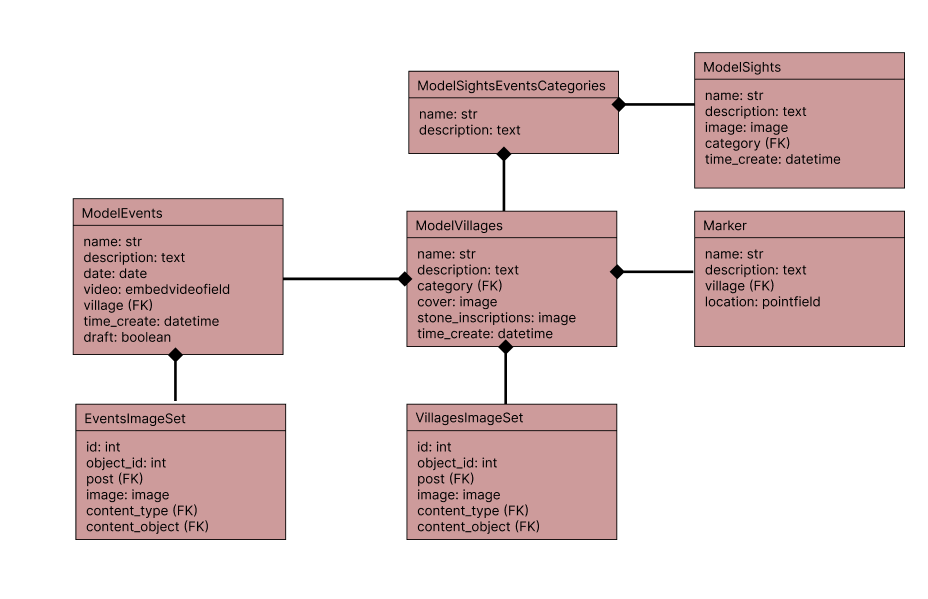 ModelSightsEventsCategories
name: str
description: text
ModelSights
name: str
description: text
image: image
category (FK)
time_create: datetime
ModelEvents
name: str
description: text
date: date
video: embedvideofield
village (FK)
time_create: datetime
draft: boolean
ModelVillages
name: str
description: text
category (FK)
cover: image
stone_inscriptions: image
time_create: datetime
Marker
name: str
description: text
village (FK)
location: pointfield
EventsImageSet
id: int
object_id: int
post (FK)
image: image
content_type (FK)
content_object (FK)
VillagesImageSet
id: int
object_id: int
post (FK)
image: image
content_type (FK)
content_object (FK)